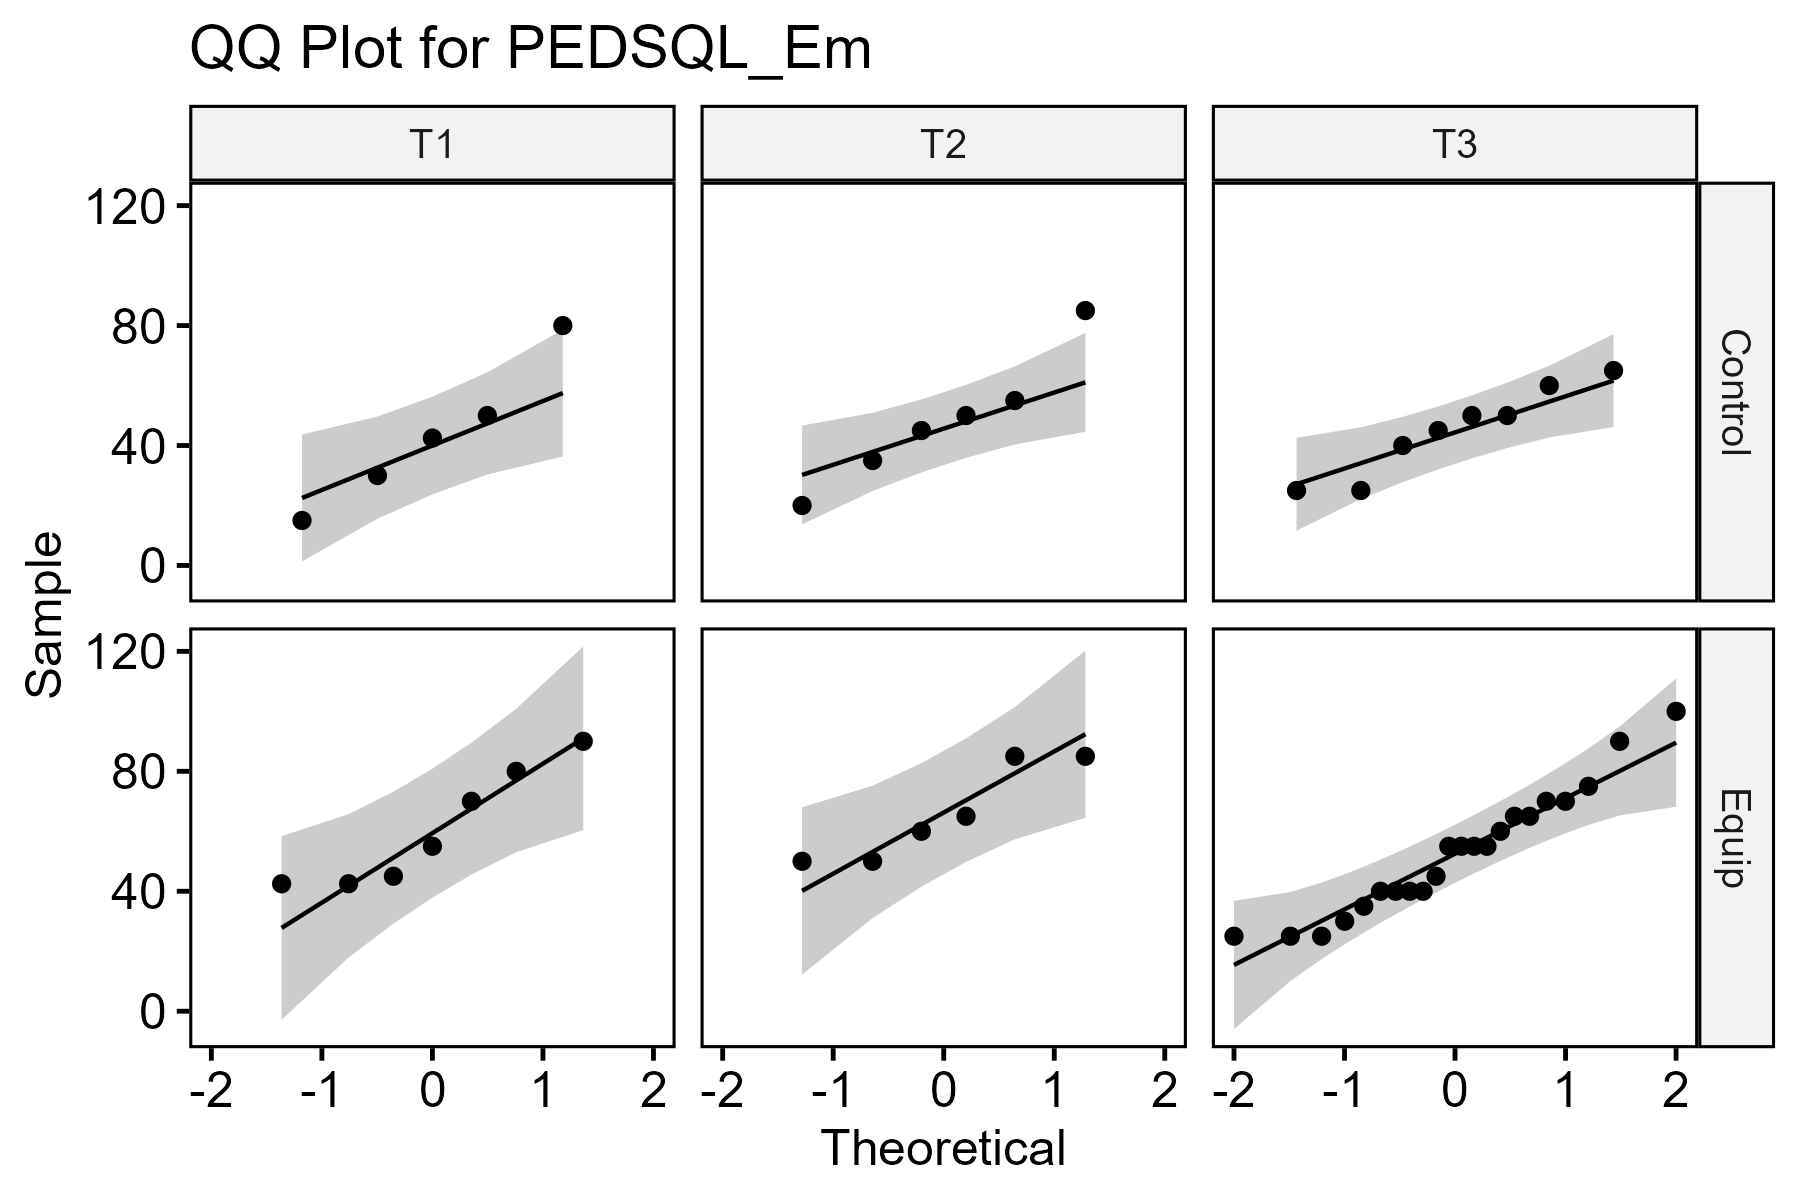 QQ Plot for PEDSQL_Em
T1 T2 T3
120
80
40
0
Control
Sample
120
80
40
0
Equip
-2 -1 0 1 2 -2 -1 0 1 2 -2 -1 0 1 2
Theoretical